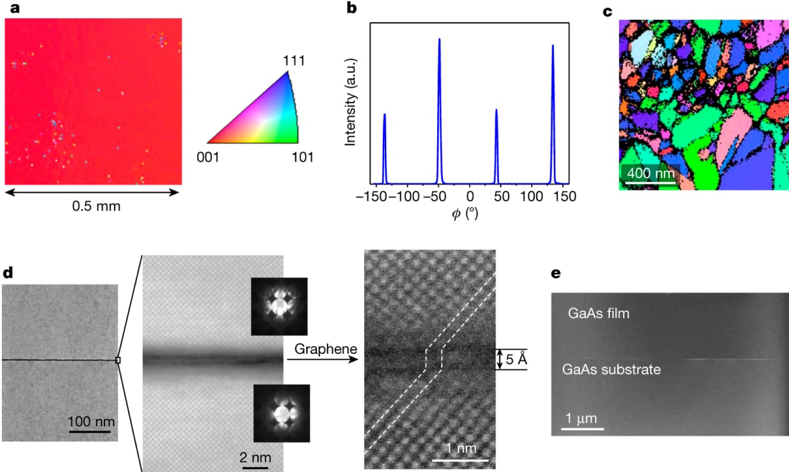 a
111
001
101
0.5 mm
b
Intensity (a.u.)
−150
−100
−50
0
50
100
150
ϕ (°)
c
400 nm
d
100 nm
2 nm
Graphene
5 Å
1 nm
e
GaAs film
GaAs substrate
1 μm